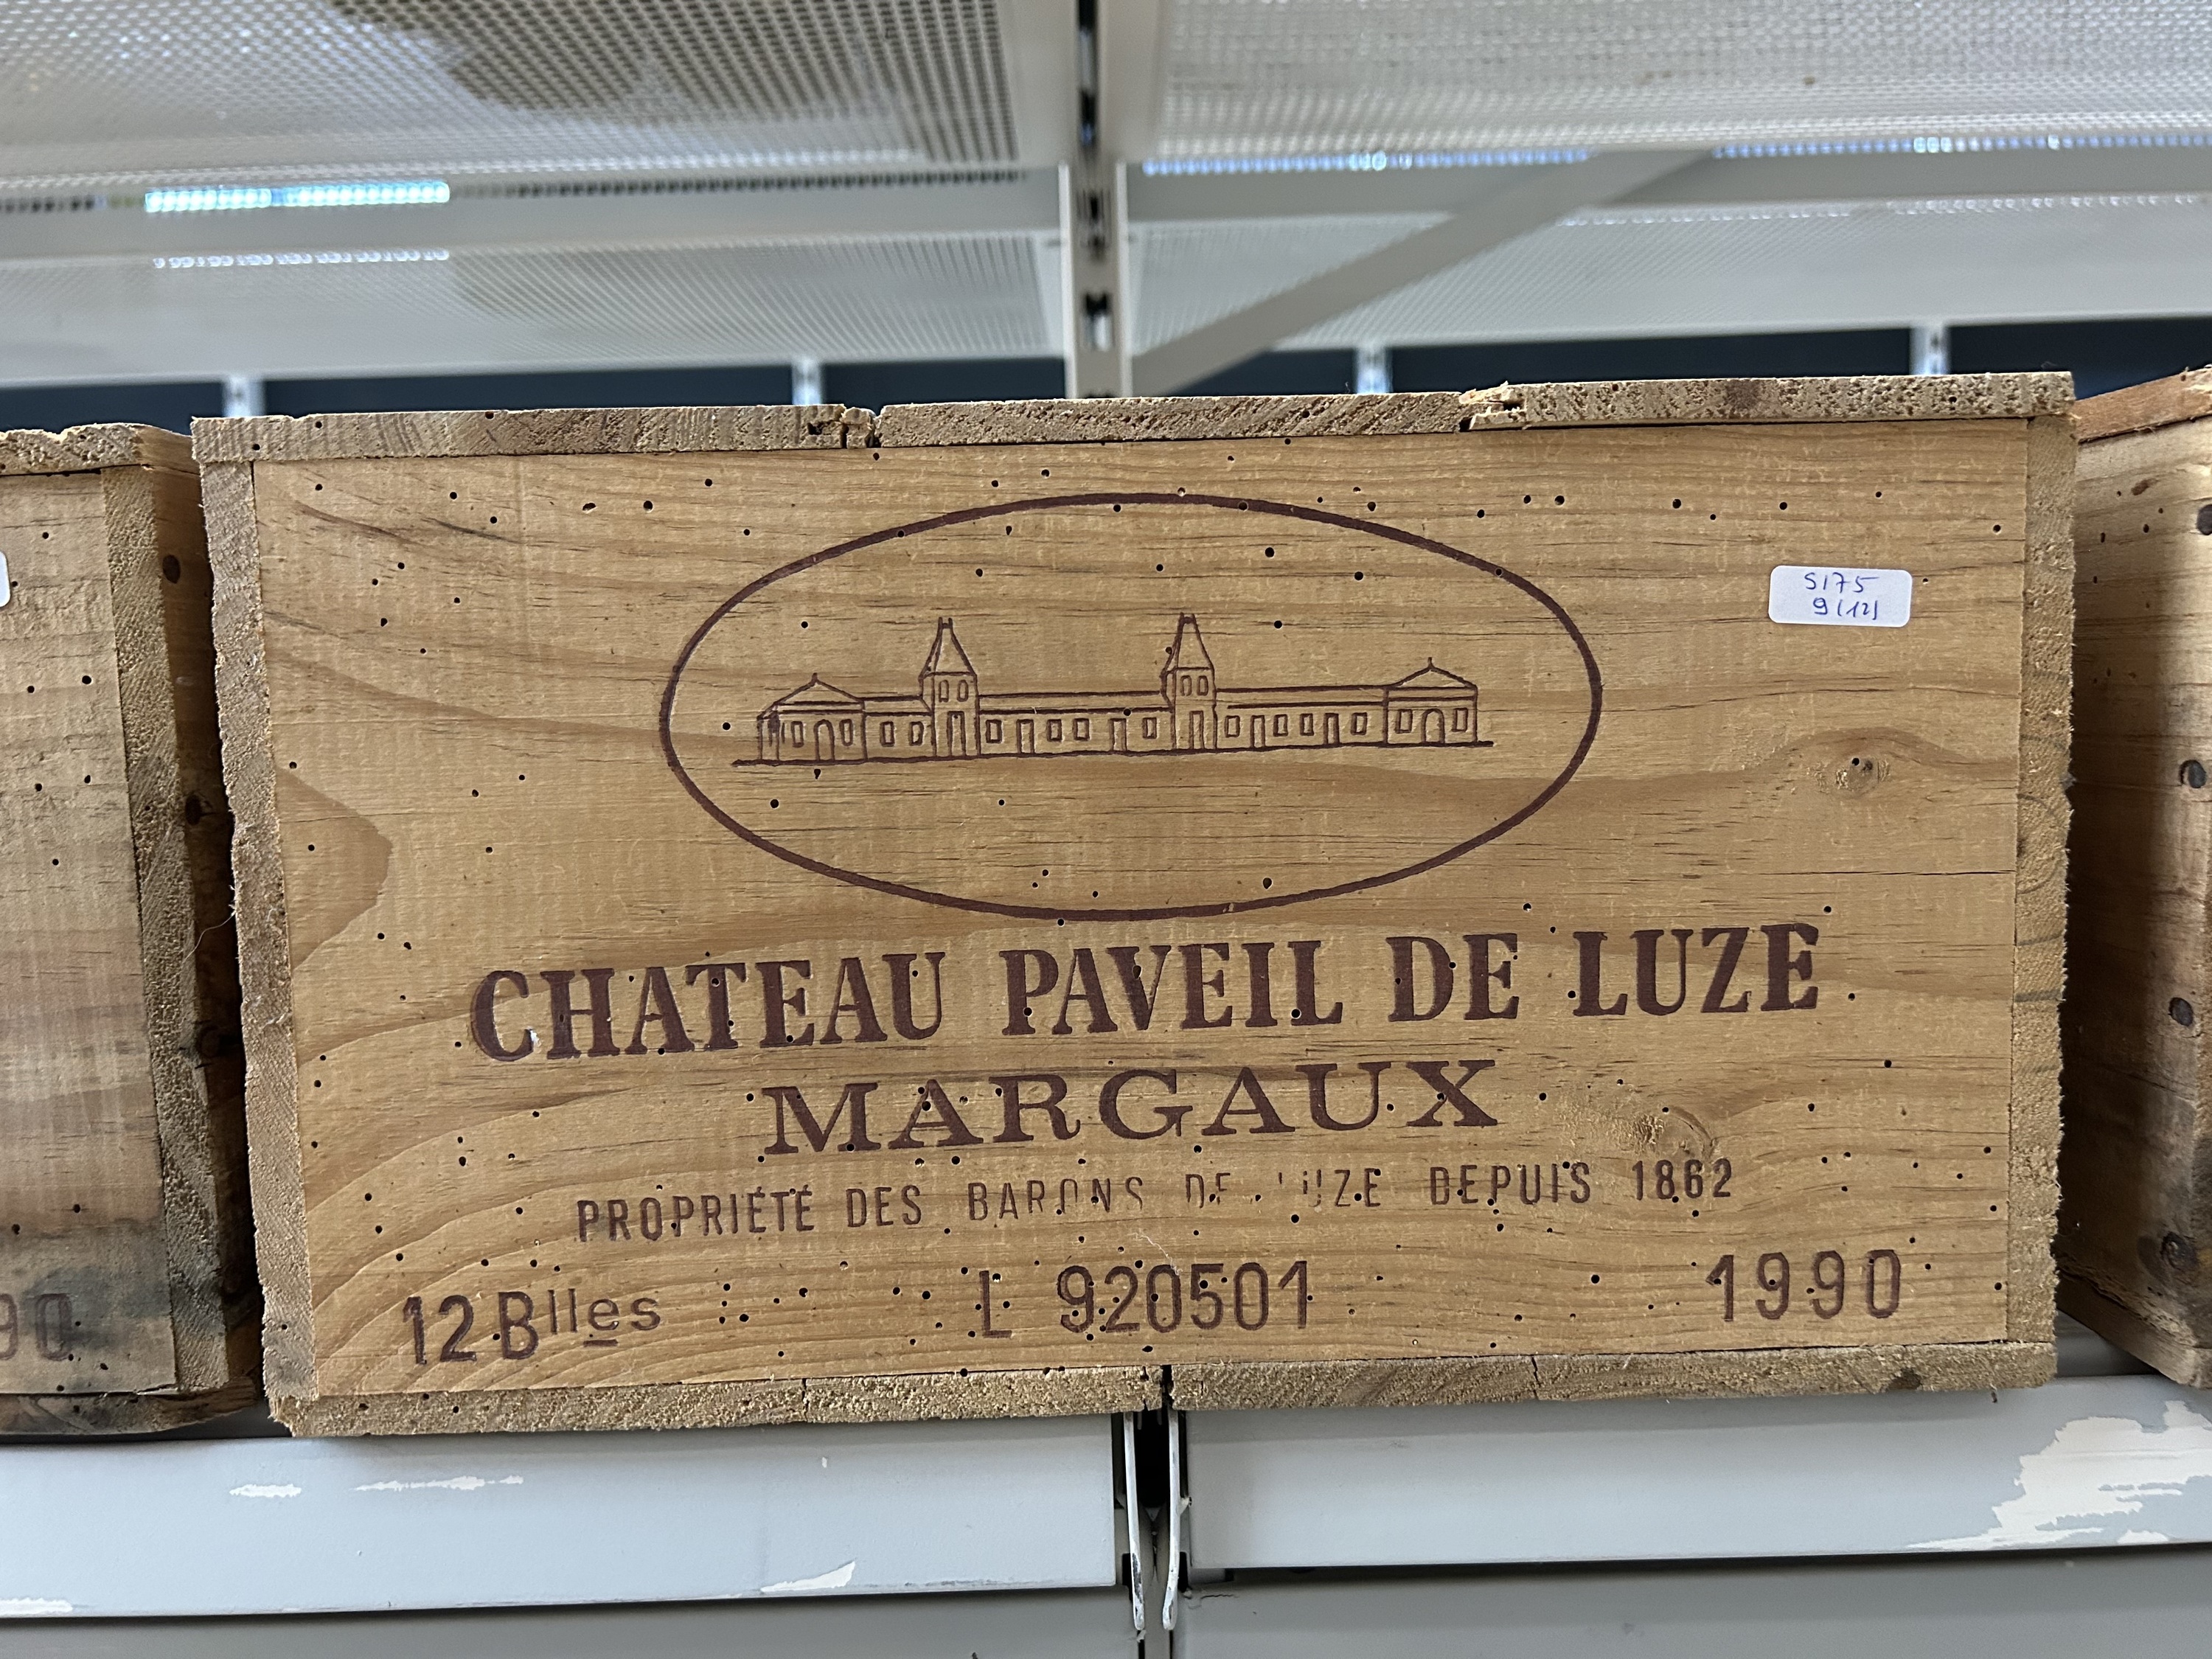 S175
9(12)
CHATEAU PAVEIL DE LUZE
MARGAUX
PROPRIÉTÉ DES BARONS DE LUZE DEPUIS 1862
12 Blles
L 920501
1990
90